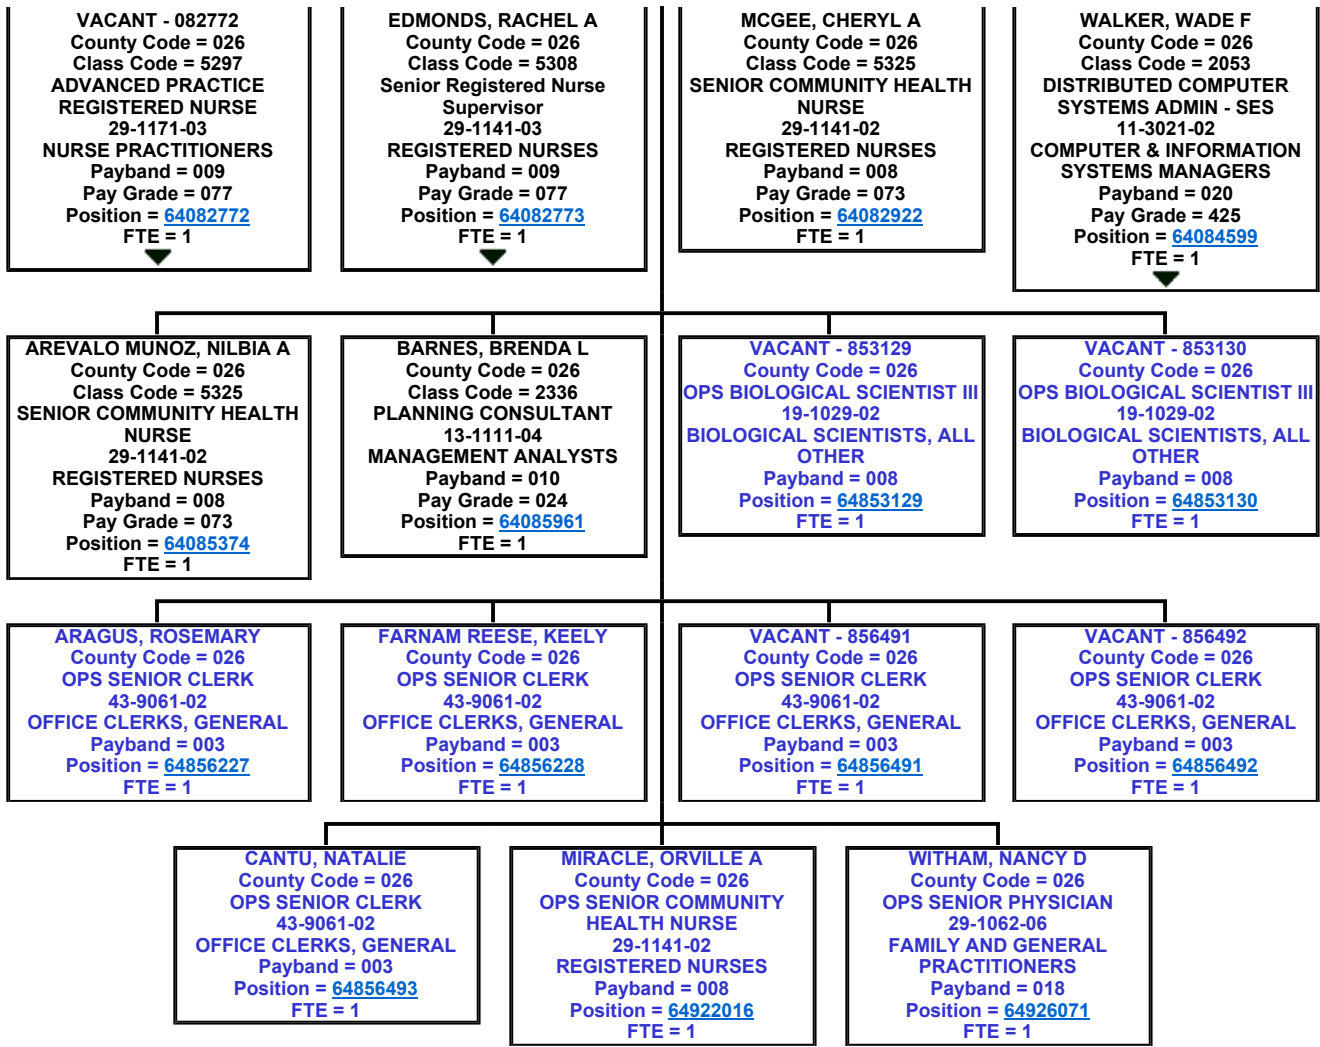 VACANT - 082772
County Code = 026
Class Code = 5297
ADVANCED PRACTICE
REGISTERED NURSE
29-1171-03
NURSE PRACTITIONERS
Payband = 009
Pay Grade = 077
Position = 64082772
FTE = 1
EDMONDS, RACHEL A
County Code = 026
Class Code = 5308
Senior Registered Nurse
Supervisor
29-1141-03
REGISTERED NURSES
Payband = 009
Pay Grade = 077
Position = 64082773
FTE = 1
MCGEE, CHERYL A
County Code = 026
Class Code = 5325
SENIOR COMMUNITY HEALTH
NURSE
29-1141-02
REGISTERED NURSES
Payband = 008
Pay Grade = 073
Position = 64082922
FTE = 1
WALKER, WADE F
County Code = 026
Class Code = 2053
DISTRIBUTED COMPUTER
SYSTEMS ADMIN - SES
11-3021-02
COMPUTER & INFORMATION
SYSTEMS MANAGERS
Payband = 020
Pay Grade = 425
Position = 64084599
FTE = 1
AREVALO MUNOZ, NILBIA A
County Code = 026
Class Code = 5325
SENIOR COMMUNITY HEALTH
NURSE
29-1141-02
REGISTERED NURSES
Payband = 008
Pay Grade = 073
Position = 64085374
FTE = 1
BARNES, BRENDA L
County Code = 026
Class Code = 2336
PLANNING CONSULTANT
13-1111-04
MANAGEMENT ANALYSTS
Payband = 010
Pay Grade = 024
Position = 64085961
FTE = 1
VACANT - 853129
County Code = 026
OPS BIOLOGICAL SCIENTIST III
19-1029-02
BIOLOGICAL SCIENTISTS, ALL
OTHER
Payband = 008
Position = 64853129
FTE = 1
VACANT - 853130
County Code = 026
OPS BIOLOGICAL SCIENTIST III
19-1029-02
BIOLOGICAL SCIENTISTS, ALL
OTHER
Payband = 008
Position = 64853130
FTE = 1
ARAGUS, ROSEMARY
County Code = 026
OPS SENIOR CLERK
43-9061-02
OFFICE CLERKS, GENERAL
Payband = 003
Position = 64856227
FTE = 1
FARNAM REESE, KEELY
County Code = 026
OPS SENIOR CLERK
43-9061-02
OFFICE CLERKS, GENERAL
Payband = 003
Position = 64856228
FTE = 1
VACANT - 856491
County Code = 026
OPS SENIOR CLERK
43-9061-02
OFFICE CLERKS, GENERAL
Payband = 003
Position = 64856491
FTE = 1
VACANT - 856492
County Code = 026
OPS SENIOR CLERK
43-9061-02
OFFICE CLERKS, GENERAL
Payband = 003
Position = 64856492
FTE = 1
CANTU, NATALIE
County Code = 026
OPS SENIOR CLERK
43-9061-02
OFFICE CLERKS, GENERAL
Payband = 003
Position = 64856493
FTE = 1
MIRACLE, ORVILLE A
County Code = 026
OPS SENIOR COMMUNITY
HEALTH NURSE
29-1141-02
REGISTERED NURSES
Payband = 008
Position = 64922016
FTE = 1
WITHAM, NANCY D
County Code = 026
OPS SENIOR PHYSICIAN
29-1062-06
FAMILY AND GENERAL
PRACTITIONERS
Payband = 018
Position = 64926071
FTE = 1